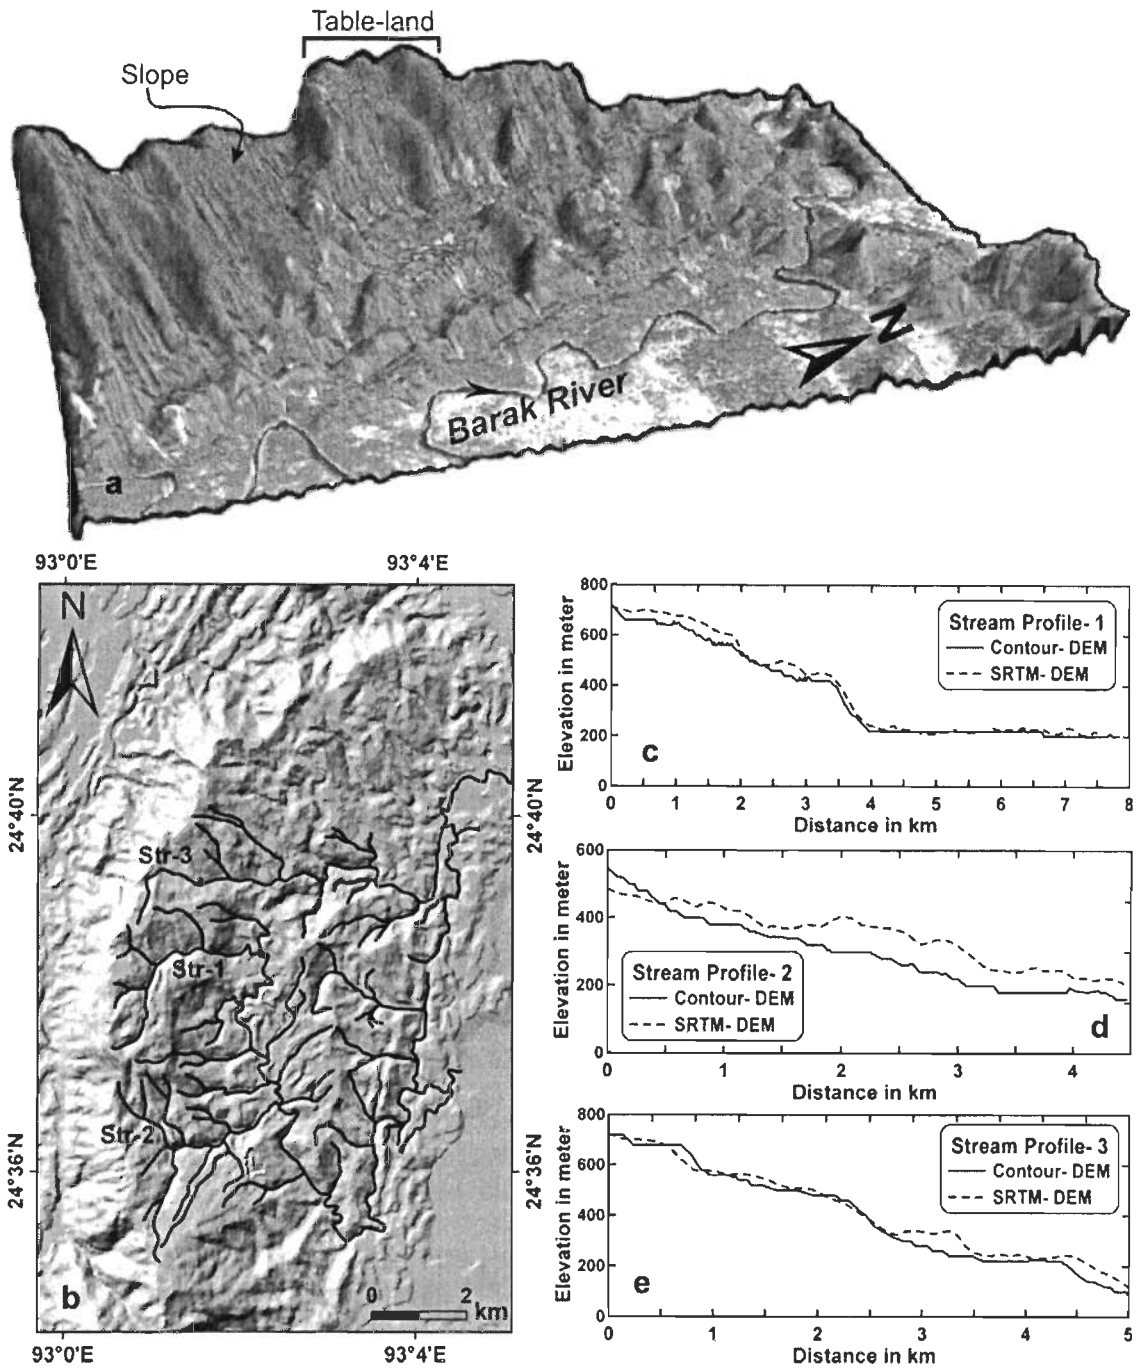 Table-land
Slope
N
Barak River
a
93°0'E
93°4'E
N
24°40'N
24°40'N
Str-3
Str-1
Str-2
24°36'N
24°36'N
b
0 2
km
93°0'E
93°4'E
800
600
400
200
0
Elevation in meter
Stream Profile- 1
Contour- DEM
SRTM- DEM
c
0 1 2 3 4 5 6 7 8
Distance in km
600
400
200
0
Elevation in meter
Stream Profile- 2
Contour- DEM
SRTM- DEM
d
0 1 2 3 4
Distance in km
800
600
400
200
0
Elevation in meter
Stream Profile- 3
Contour- DEM
SRTM- DEM
e
0 1 2 3 4 5
Distance in km